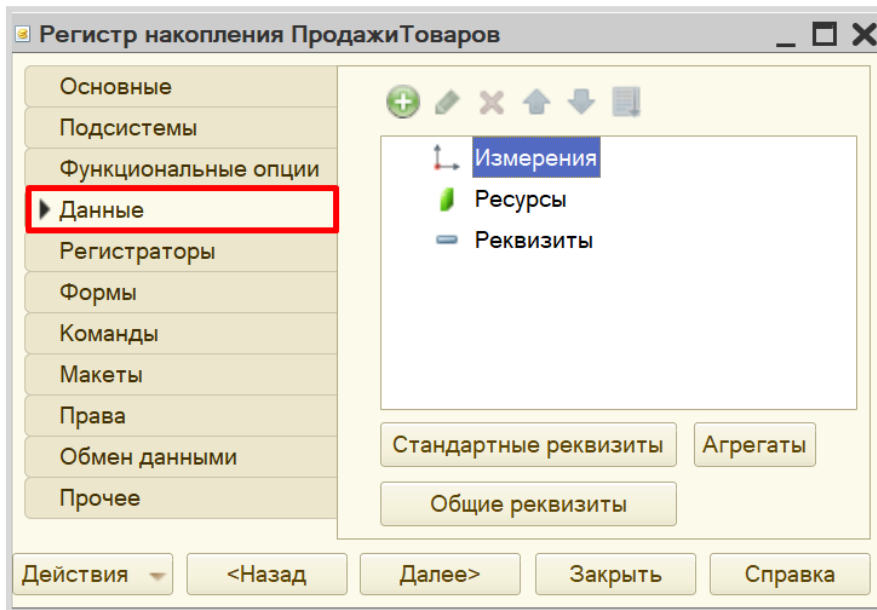 Регистр накопления ПродажиТоваров
Основные
Подсистемы
Функциональные опции
Данные
Регистраторы
Формы
Команды
Макеты
Права
Обмен данными
Прочее
Измерения
Ресурсы
Реквизиты
Стандартные реквизиты
Агрегаты
Общие реквизиты
Действия
<Назад
Далее>
Закрыть
Справка